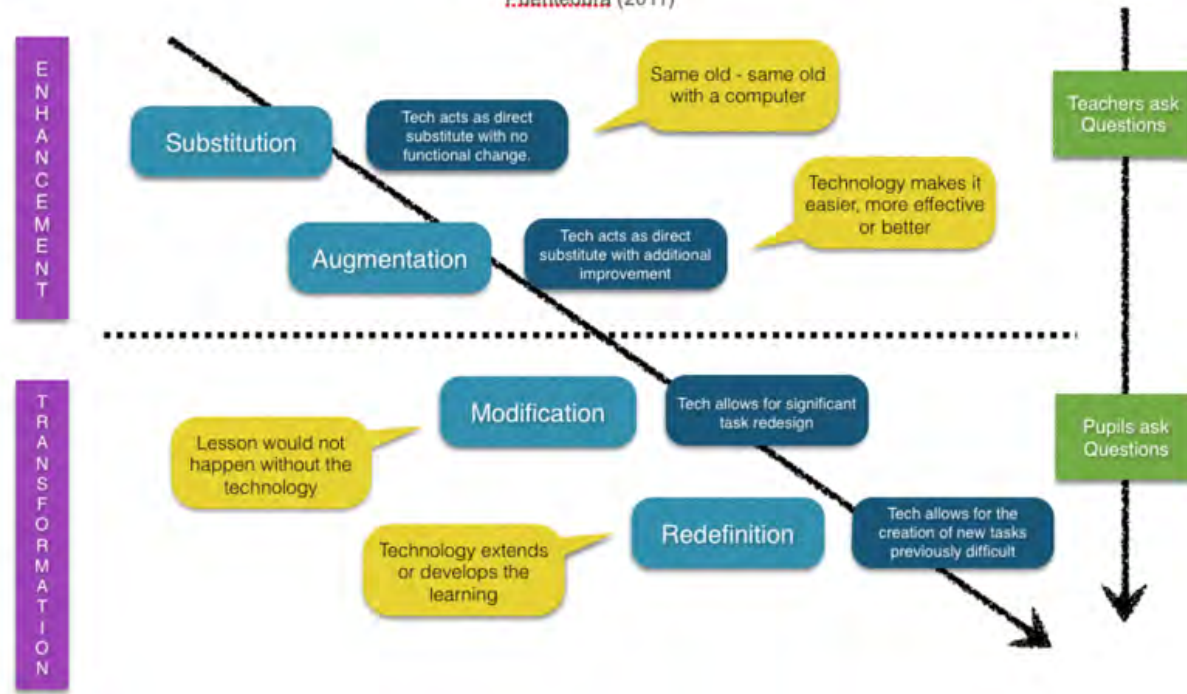 (2011)
ENHANCEMENT
Substitution
Tech acts as direct
substitute with no
functional change.
Same old - same old
with a computer
Teachers ask
Questions
Augmentation
Tech acts as direct
substitute with additional
improvement
Technology makes it
easier, more effective
or better
TRANSFORMATION
Modification
Tech allows for significant
task redesign
Lesson would not
happen without the
technology
Pupils ask
Questions
Redefinition
Tech allows for the
creation of new tasks
previously difficult
Technology extends
or develops the
learning